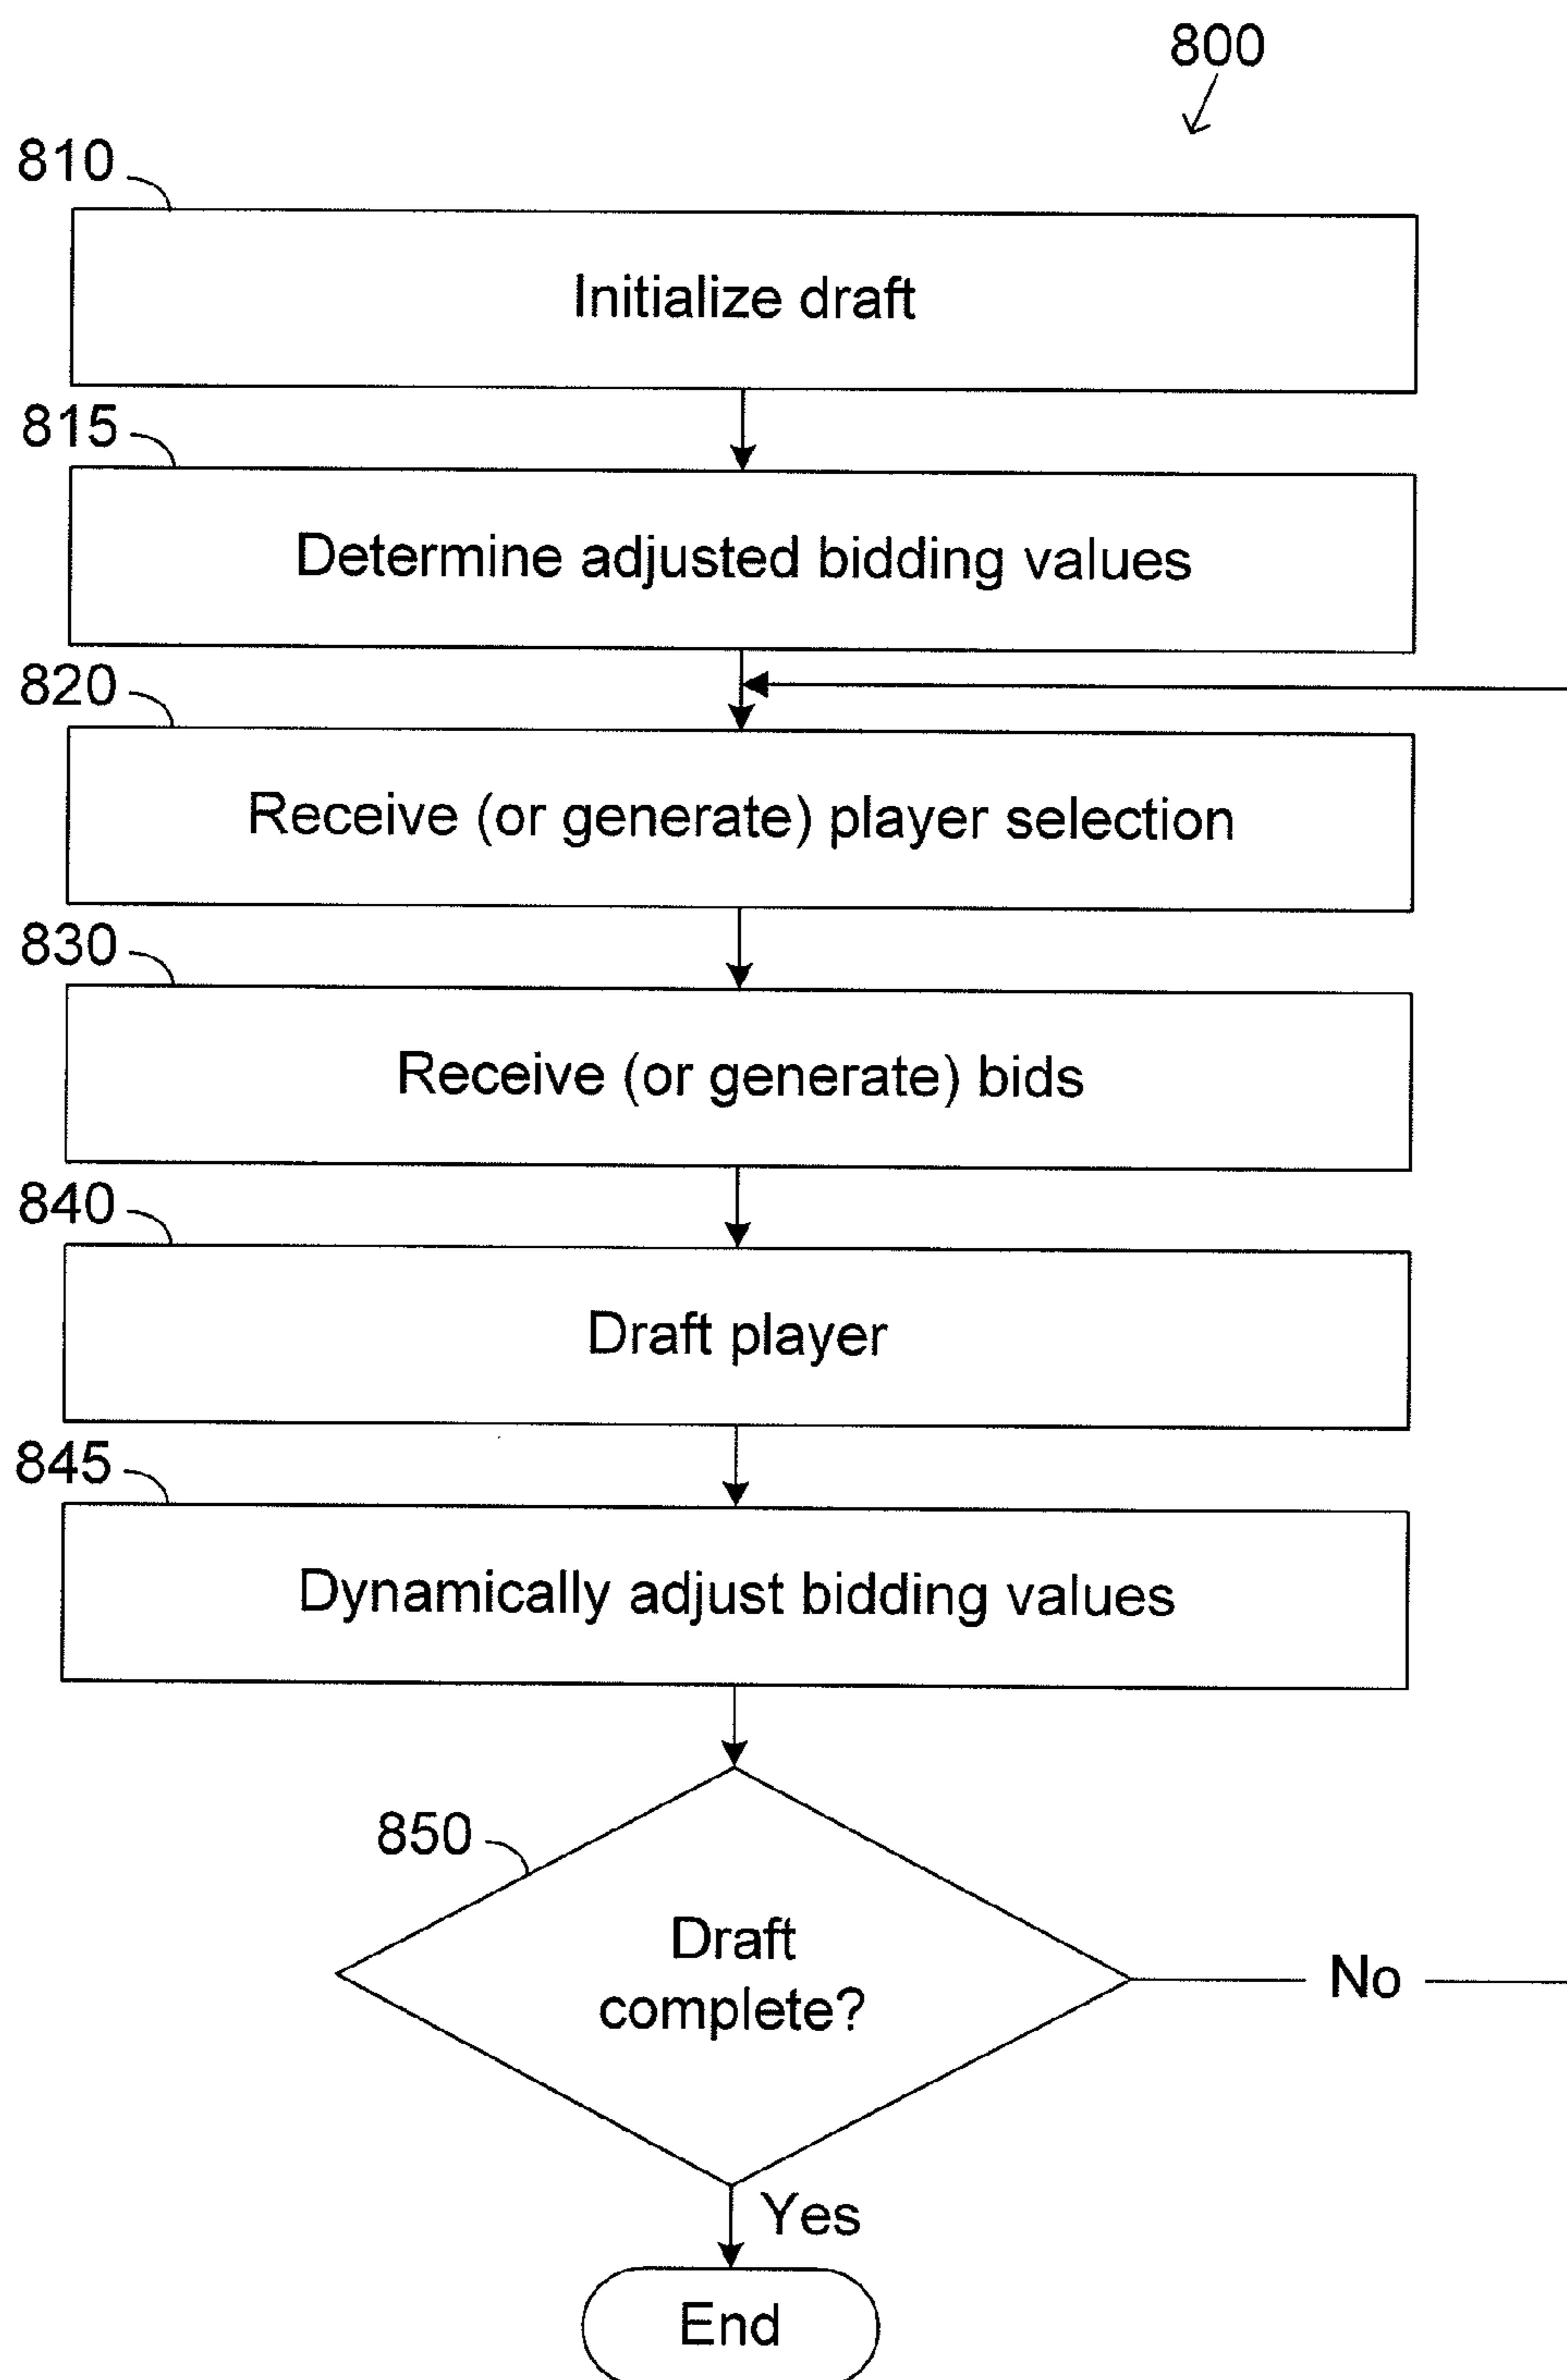 800
810
Initialize draft
815
Determine adjusted bidding values
820
Receive (or generate) player selection
830
Receive (or generate) bids
840
Draft player
845
Dynamically adjust bidding values
850
Draft
complete?
No
Yes
End